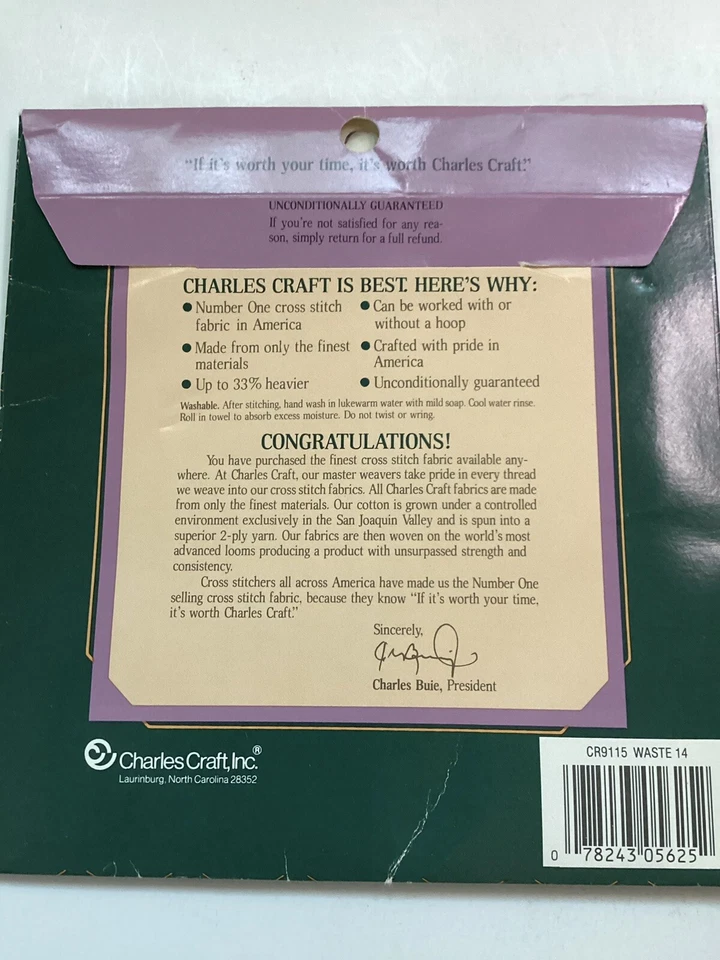 "If it's worth your time, it's worth Charles Craft."
UNCONDITIONALLY GUARANTEED
If you're not satisfied for any rea-
son, simply return for a full refund.
CHARLES CRAFT IS BEST. HERE'S WHY:
● Number One cross stitch
fabric in America
● Made from only the finest
materials
● Up to 33% heavier
● Can be worked with or
without a hoop
● Crafted with pride in
America
● Unconditionally guaranteed
Washable. After stitching, hand wash in lukewarm water with mild soap. Cool water rinse.
Roll in towel to absorb excess moisture. Do not twist or wring.
CONGRATULATIONS!
You have purchased the finest cross stitch fabric available any-
where. At Charles Craft, our master weavers take pride in every thread
we weave into our cross stitch fabrics. All Charles Craft fabrics are made
from only the finest materials. Our cotton is grown under a controlled
environment exclusively in the San Joaquin Valley and is spun into a
superior 2-ply yarn. Our fabrics are then woven on the world's most
advanced looms producing a product with unsurpassed strength and
consistency.
Cross stitchers all across America have made us the Number One
selling cross stitch fabric, because they know "If it's worth your time,
it's worth Charles Craft."
Sincerely,
Charles Buie, President
Charles Craft, Inc.®
Laurinburg, North Carolina 28352
CR9115 WASTE 14
0 78243 05625